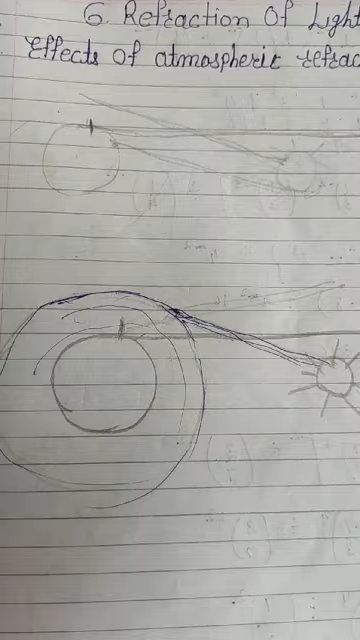 6. Refraction Of Light
Effects Of atmospheric refrac